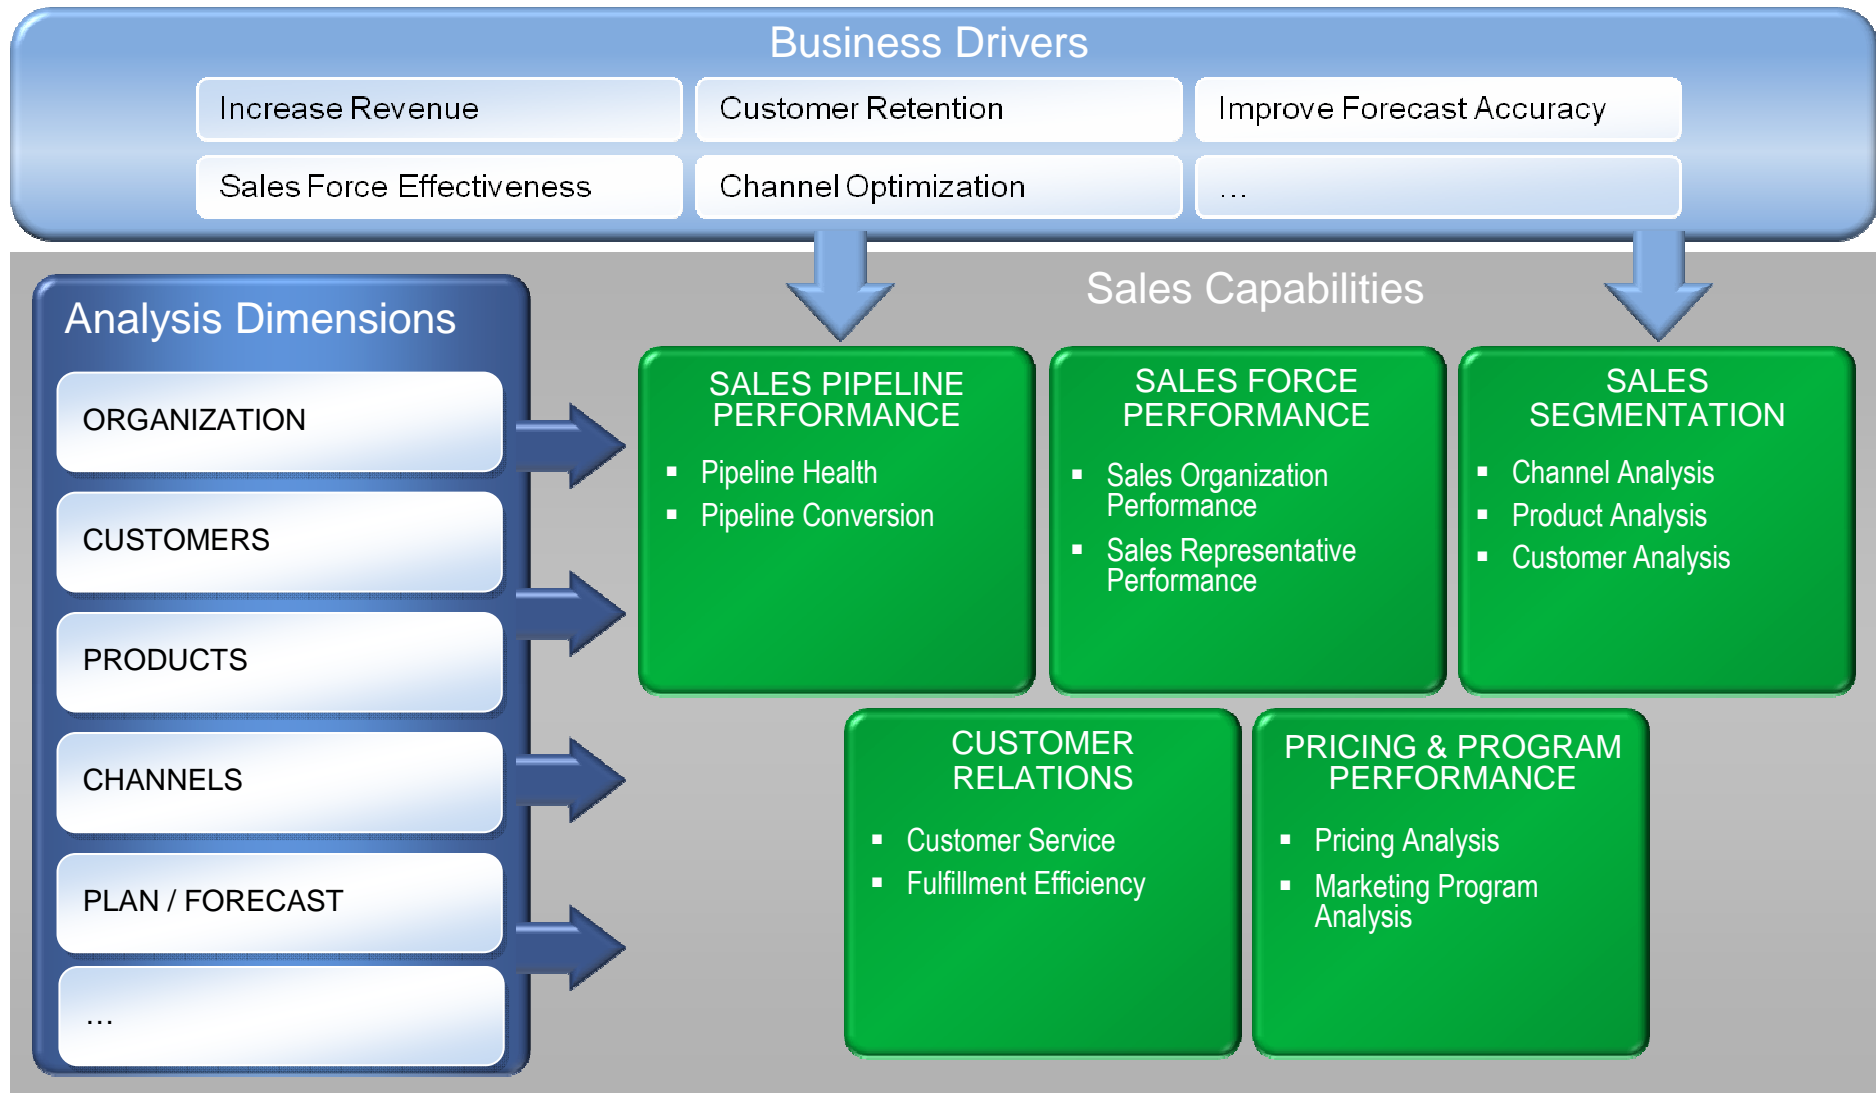 Business Drivers
Increase Revenue
Customer Retention
Improve Forecast Accuracy
Sales Force Effectiveness
Channel Optimization
...
Analysis Dimensions
ORGANIZATION
CUSTOMERS
PRODUCTS
CHANNELS
PLAN / FORECAST
...
Sales Capabilities
SALES PIPELINE
PERFORMANCE
▪ Pipeline Health
▪ Pipeline Conversion
SALES FORCE
PERFORMANCE
▪ Sales Organization
Performance
▪ Sales Representative
Performance
SALES
SEGMENTATION
▪ Channel Analysis
▪ Product Analysis
▪ Customer Analysis
CUSTOMER
RELATIONS
▪ Customer Service
▪ Fulfillment Efficiency
PRICING & PROGRAM
PERFORMANCE
▪ Pricing Analysis
▪ Marketing Program
Analysis